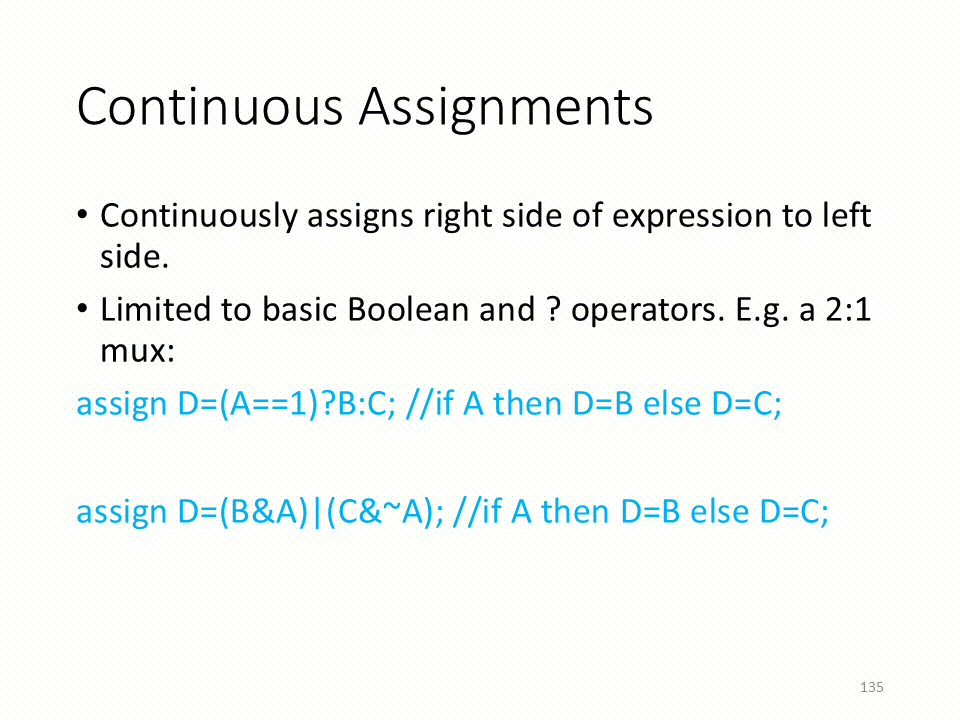 Continuous Assignments
• Continuously assigns right side of expression to left
side.
• Limited to basic Boolean and ? operators. E.g. a 2:1
mux:
assign D=(A==1)?B:C; //if A then D=B else D=C;
assign D=(B&A)|(C&~A); //if A then D=B else D=C;
135